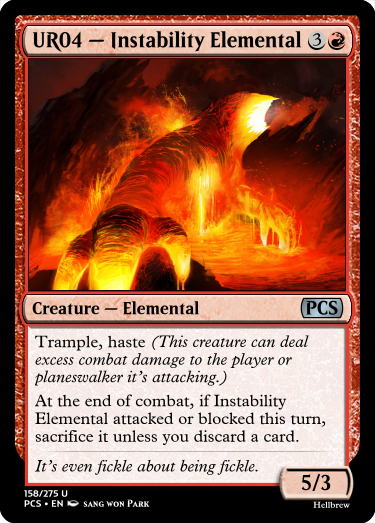 UR04 — Instability Elemental 3
Creature — Elemental PCS
Trample, haste (This creature can deal
excess combat damage to the player or
planeswalker it's attacking.)
At the end of combat, if Instability
Elemental attacked or blocked this turn,
sacrifice it unless you discard a card.
It's even fickle about being fickle.
5/3
158/275 U
PCS • EN SANG WON PARK
Hellbrew